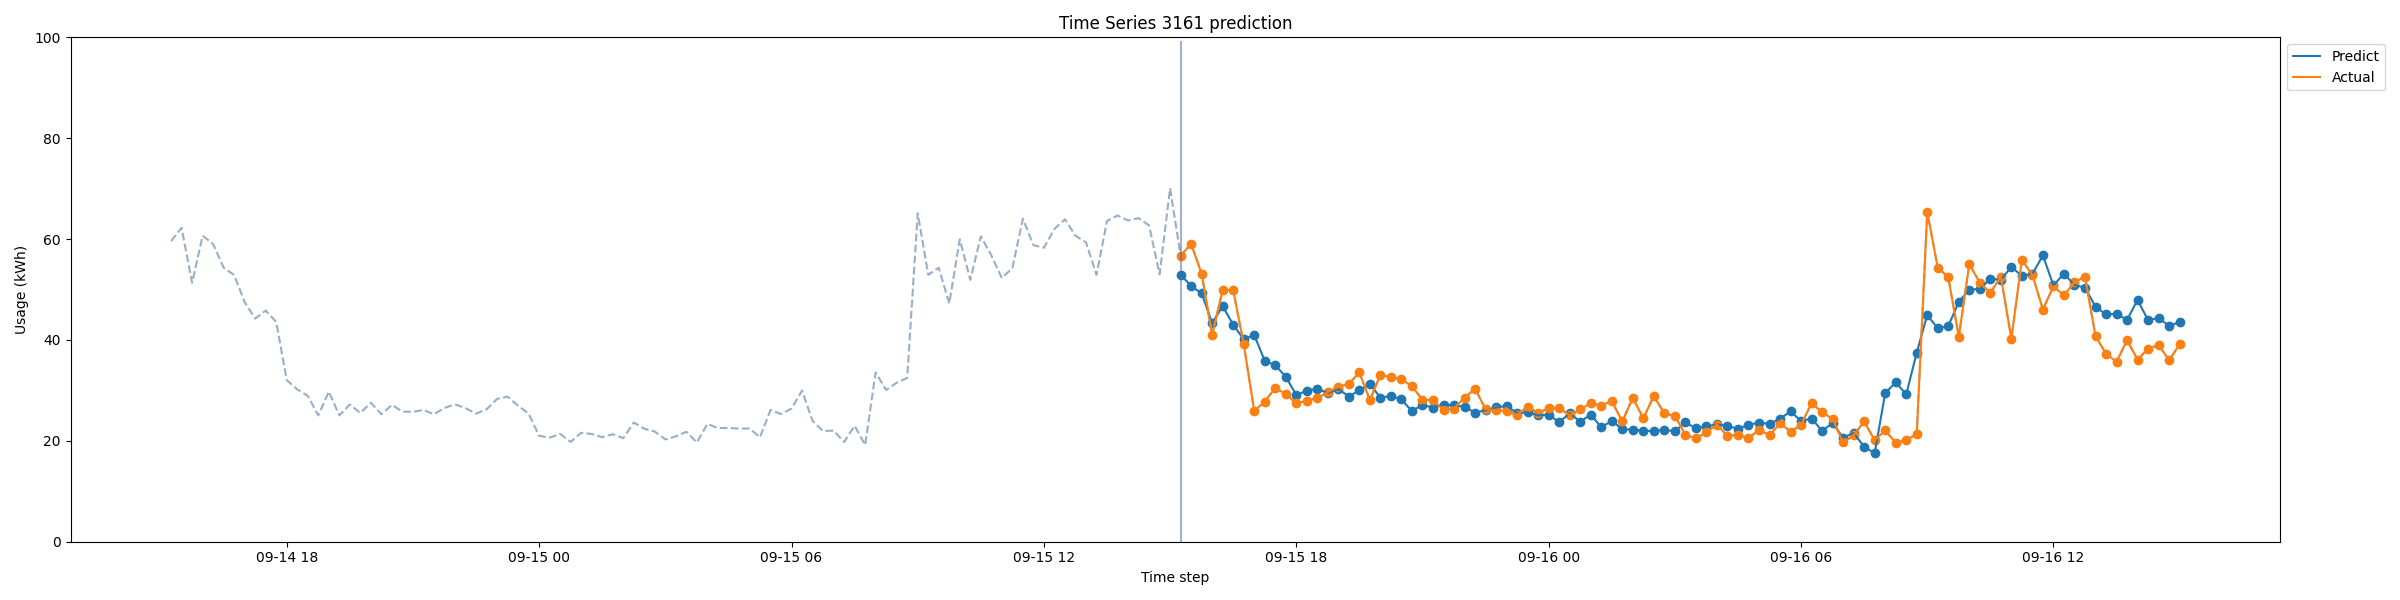 Time Series 3161 prediction
100
80
60
40
20
0
Usage (kWh)
09-14 18
09-15 00
09-15 06
09-15 12
09-15 18
09-16 00
09-16 06
09-16 12
Time step
Predict
Actual